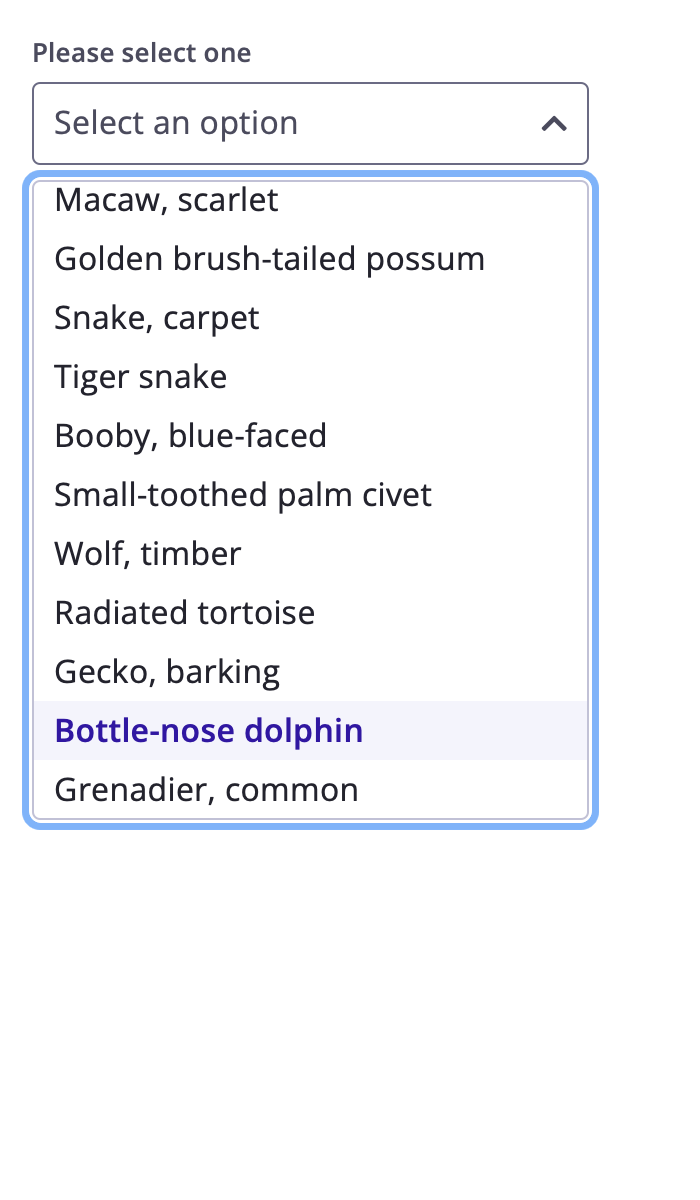 Please select one
Select an option
Macaw, scarlet
Golden brush-tailed possum
Snake, carpet
Tiger snake
Booby, blue-faced
Small-toothed palm civet
Wolf, timber
Radiated tortoise
Gecko, barking
Bottle-nose dolphin
Grenadier, common